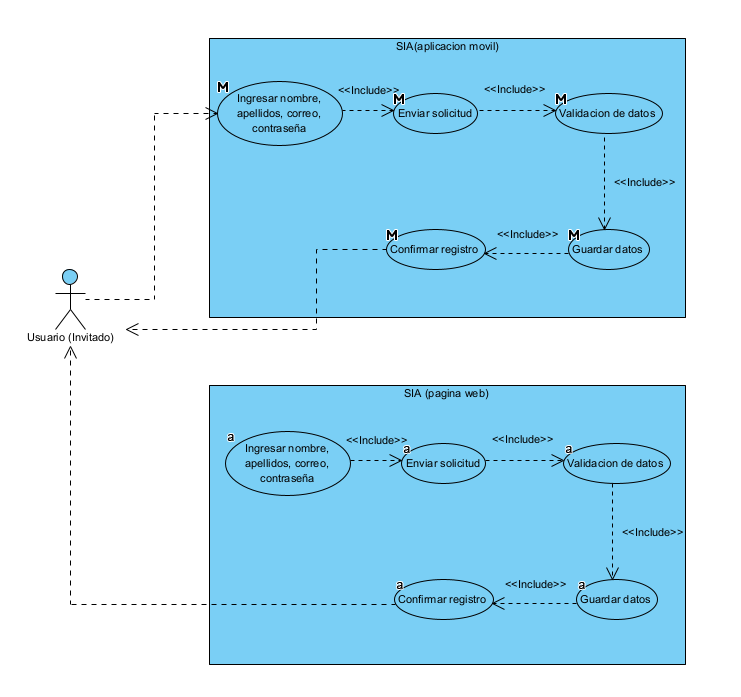 SIA(aplicacion movil)
M
Ingresar nombre,
apellidos, correo,
contraseña
<<Include>>
M
Enviar solicitud
<<Include>>
M
Validacion de datos
<<Include>>
M
Confirmar registro
<<Include>>
M
Guardar datos
Usuario (Invitado)
SIA (pagina web)
a
Ingresar nombre,
apellidos, correo,
contraseña
<<Include>>
a
Enviar solicitud
<<Include>>
a
Validacion de datos
<<Include>>
a
Confirmar registro
<<Include>>
a
Guardar datos